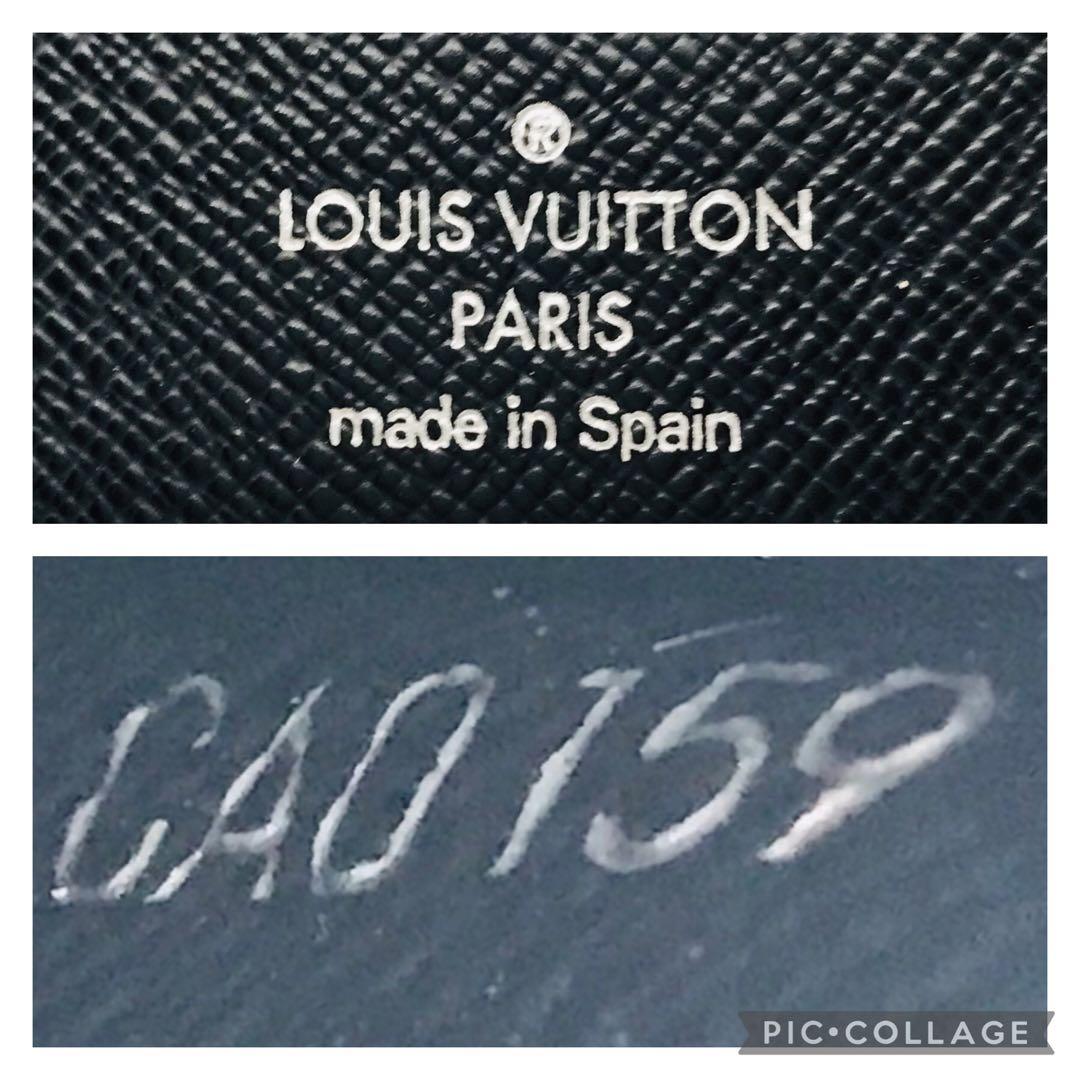 ®
LOUIS VUITTON
PARIS
made in Spain
CA0159
PIC•COLLAGE